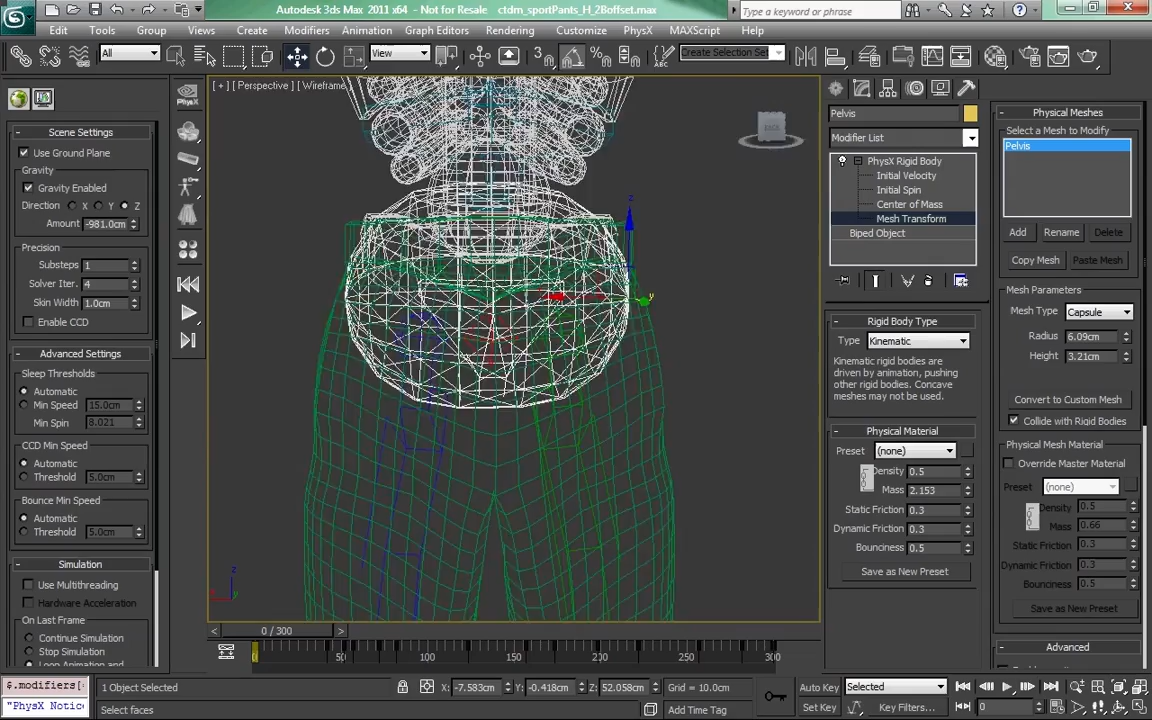 Autodesk 3ds Max 2011 x64 - Not for Resale ctdm_sportPants_H_2Boffset.max
Type a keyword or phrase
Edit Tools Group Views Create Modifiers Animation Graph Editors Rendering Customize PhysX MAXScript Help
All
View
Create Selection Set
[ + ] [ Perspective ] [ Wireframe
BACK
PhysX
Scene Settings
Use Ground Plane
Gravity
Gravity Enabled
Direction X Y Z
Amount -981.0cm
Precision
Substeps 1
Solver Iter. 4
Skin Width 1.0cm
Enable CCD
Advanced Settings
Sleep Thresholds
Automatic
Min Speed 15.0cm
Min Spin 8.021
CCD Min Speed
Automatic
Threshold 5.0cm
Bounce Min Speed
Automatic
Threshold 5.0cm
Simulation
Use Multithreading
Hardware Acceleration
On Last Frame
Continue Simulation
Stop Simulation
Loop Animation and
z
y
z
Pelvis
Modifier List
PhysX Rigid Body
Initial Velocity
Initial Spin
Center of Mass
Mesh Transform
Biped Object
Rigid Body Type
Type Kinematic
Kinematic rigid bodies are
driven by animation, pushing
other rigid bodies. Concave
meshes may not be used.
Physical Material
Preset (none)
Density 0.5
Mass 2.153
Static Friction 0.3
Dynamic Friction 0.3
Bounciness 0.5
Save as New Preset
Physical Meshes
Select a Mesh to Modify
Pelvis
Add Rename Delete
Copy Mesh Paste Mesh
Mesh Parameters
Mesh Type Capsule
Radius 6.09cm
Height 3.21cm
Convert to Custom Mesh
Collide with Rigid Bodies
Physical Mesh Material
Override Master Material
Preset (none)
Density 0.5
Mass 0.66
Static Friction 0.3
Dynamic Friction 0.3
Bounciness 0.5
Save as New Preset
Advanced
< 0 / 300 >
50 100 150 200 250 300
$.modifiers[
"PhysX Notic
1 Object Selected
Select faces
X: -7.583cm Y: -0.418cm Z: 52.058cm
Grid = 10.0cm
Add Time Tag
Auto Key Selected
Set Key Key Filters...
0